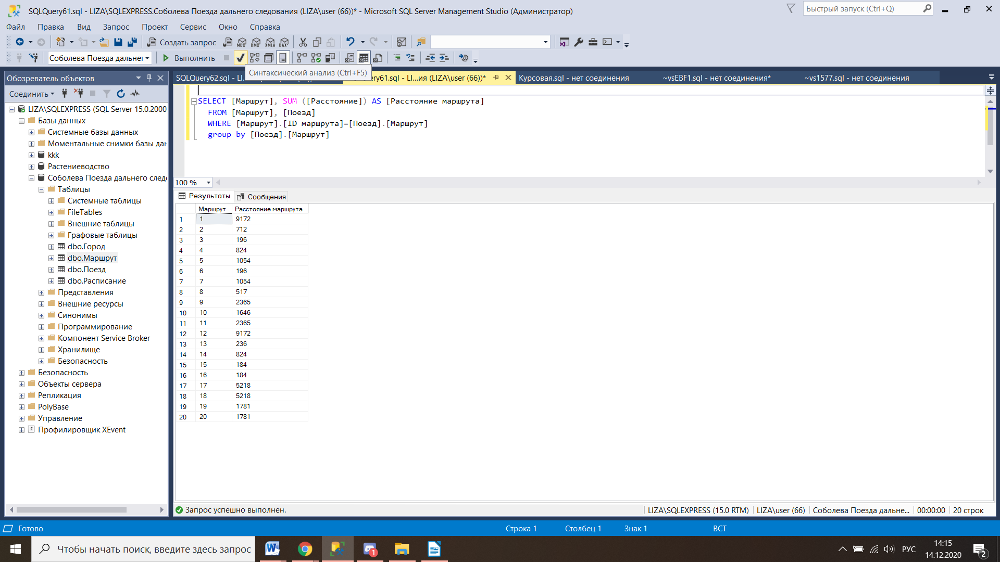 SQLQuery61.sql - LIZA\SQLEXPRESS.Соболева Поезда дальнего следования (LIZA\user (66))* - Microsoft SQL Server Management Studio (Администратор)
Быстрый запуск (Ctrl+Q)
Файл Правка Вид Запрос Проект Сервис Окно Справка
Создать запрос MDX DMX XMLA DAX
Соболева Поезда дальнег Выполнить
Синтаксический анализ (Ctrl+F5)
Обозреватель объектов
SQLQuery62.sql - LI...
Query61.sql - LI...ия (LIZA\user (66))*
Курсовая.sql - нет соединения
~vsEBF1.sql - нет соединения*
~vs1577.sql - нет соединения
Соединить
LIZA\SQLEXPRESS (SQL Server 15.0.2000
Базы данных
Системные базы данных
Моментальные снимки базы дан
kkk
Растениеводство
Соболева Поезда дальнего след
Таблицы
Системные таблицы
FileTables
Внешние таблицы
Графовые таблицы
dbo.Город
dbo.Маршрут
dbo.Поезд
dbo.Расписание
Представления
Внешние ресурсы
Синонимы
Программирование
Компонент Service Broker
Хранилище
Безопасность
Безопасность
Объекты сервера
Репликация
PolyBase
Управление
Профилировщик XEvent
SELECT [Маршрут], SUM ([Расстояние]) AS [Расстояние маршрута]
FROM [Маршрут], [Поезд]
WHERE [Маршрут].[ID маршрута]=[Поезд].[Маршрут]
group by [Поезд].[Маршрут]
100 %
Результаты Сообщения
Маршрут Расстояние маршрута
1 1 9172
2 2 712
3 3 196
4 4 824
5 5 1054
6 6 196
7 7 1054
8 8 517
9 9 2365
10 10 1646
11 11 2365
12 12 9172
13 13 236
14 14 824
15 15 184
16 16 184
17 17 5218
18 18 5218
19 19 1781
20 20 1781
Запрос успешно выполнен. LIZA\SQLEXPRESS (15.0 RTM) LIZA\user (66) Соболева Поезда дальне... 00:00:00 20 строк
Готово Строка 1 Столбец 1 Знак 1 ВСТ
Чтобы начать поиск, введите здесь запрос
1
РУС
14:15
14.12.2020
2